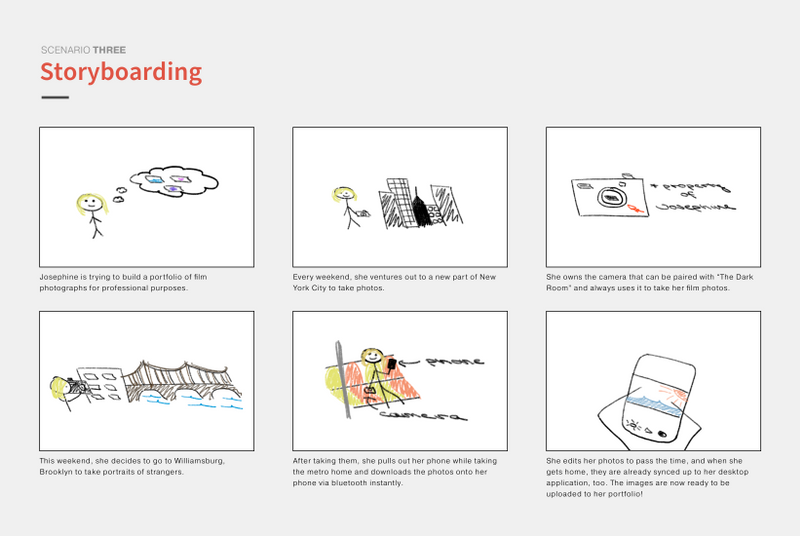 SCENARIO THREE
Storyboarding
+ property
of
Josephine
Josephine is trying to build a portfolio of film
photographs for professional purposes.
Every weekend, she ventures out to a new part of New
York City to take photos.
She owns the camera that can be paired with "The Dark
Room" and always uses it to take her film photos.
phone
camera
This weekend, she decides to go to Williamsburg,
Brooklyn to take portraits of strangers.
After taking them, she pulls out her phone while taking
the metro home and downloads the photos onto her
phone via bluetooth instantly.
She edits her photos to pass the time, and when she
gets home, they are already synced up to her desktop
application, too. The images are now ready to be
uploaded to her portfolio!